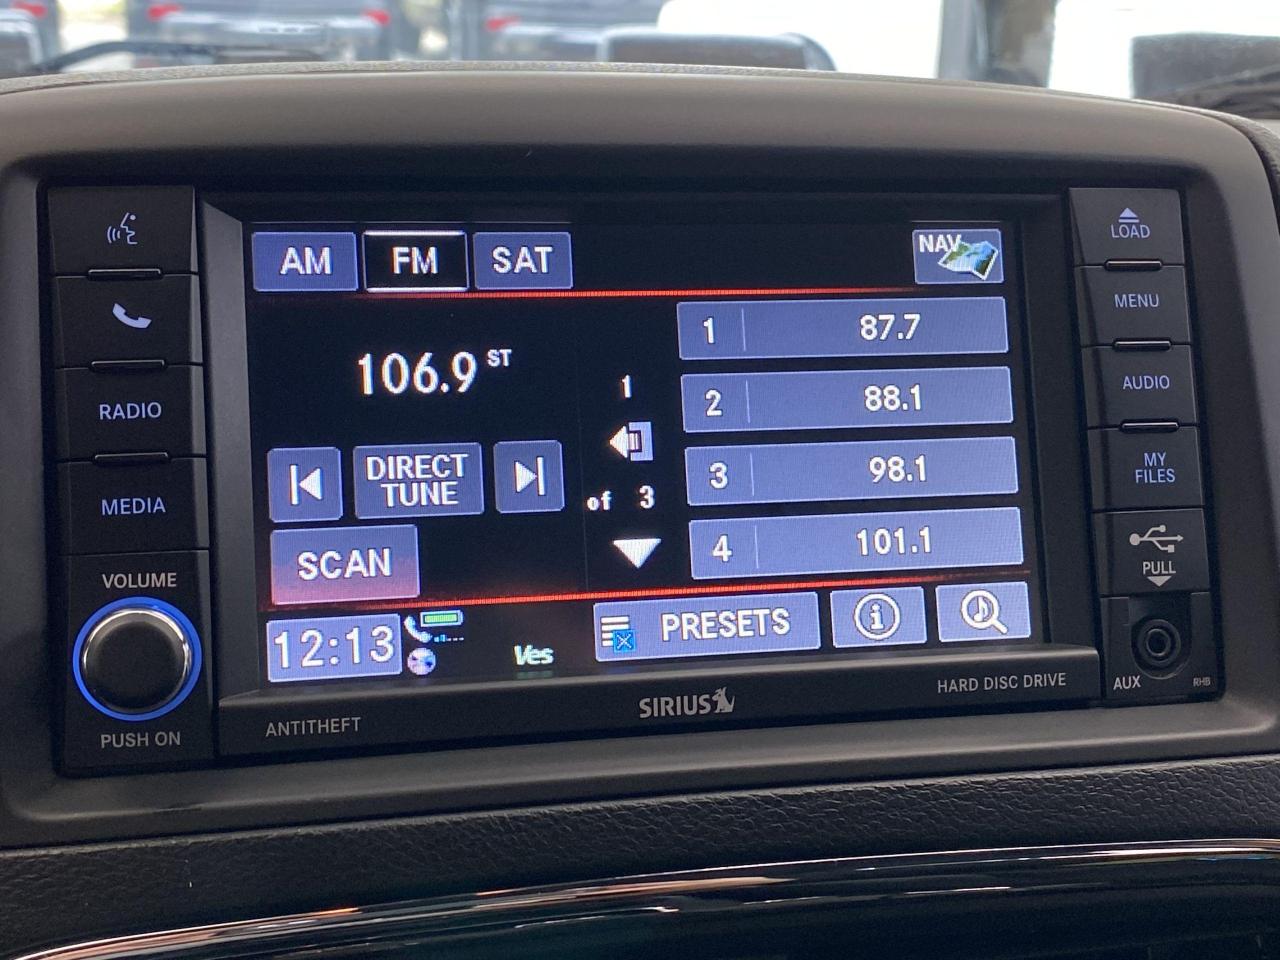 AM
FM
SAT
NAV
106.9 ST
DIRECT
TUNE
SCAN
1
of 3
1 87.7
2 88.1
3 98.1
4 101.1
12:13
Ves
PRESETS
RADIO
MEDIA
VOLUME
PUSH ON
LOAD
MENU
AUDIO
MY
FILES
PULL
AUX
RHB
ANTITHEFT
SIRIUS
HARD DISC DRIVE